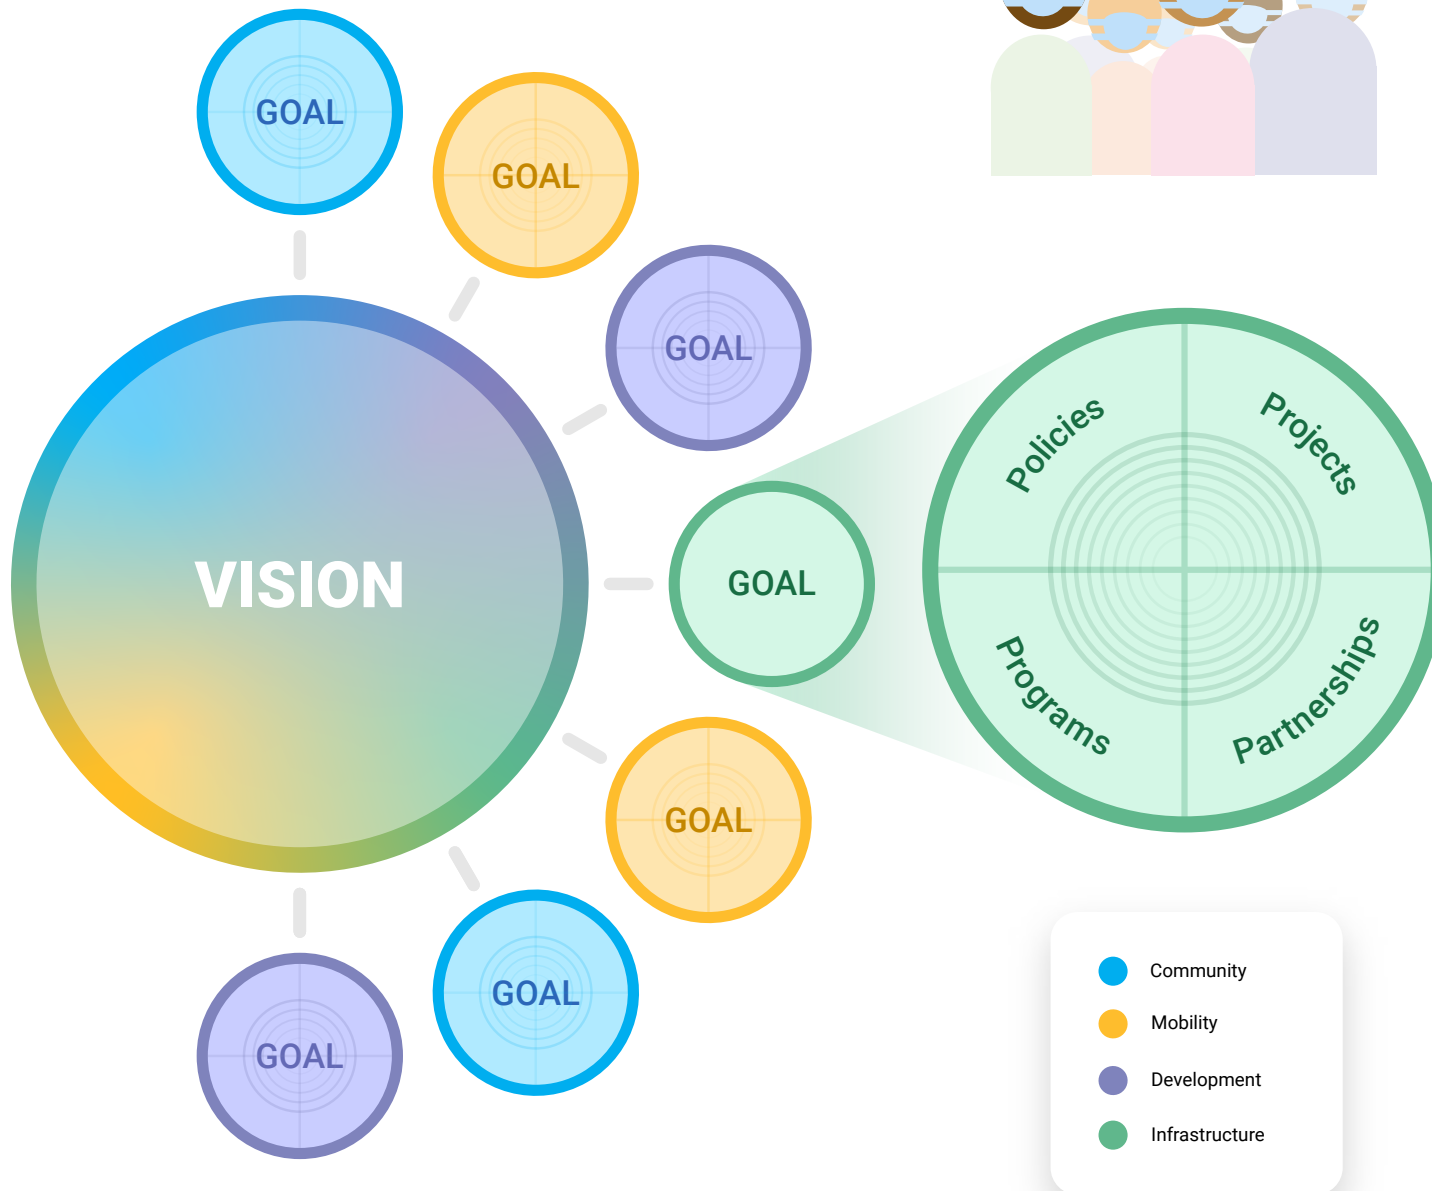 GOAL
GOAL
GOAL
Policies
Projects
VISION
GOAL
Programs
Partnerships
GOAL
GOAL
GOAL
Community
Mobility
Development
Infrastructure